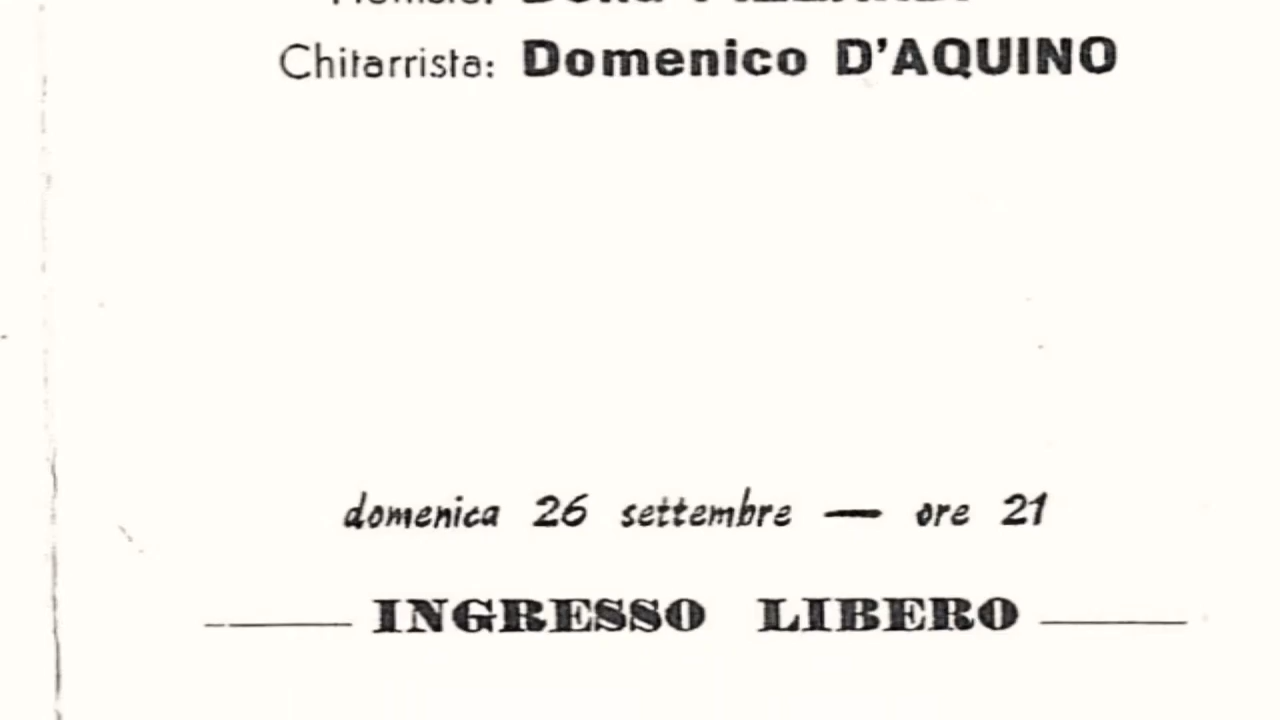 Chitarrista: Domenico D'AQUINO
domenica 26 settembre — ore 21
INGRESSO LIBERO